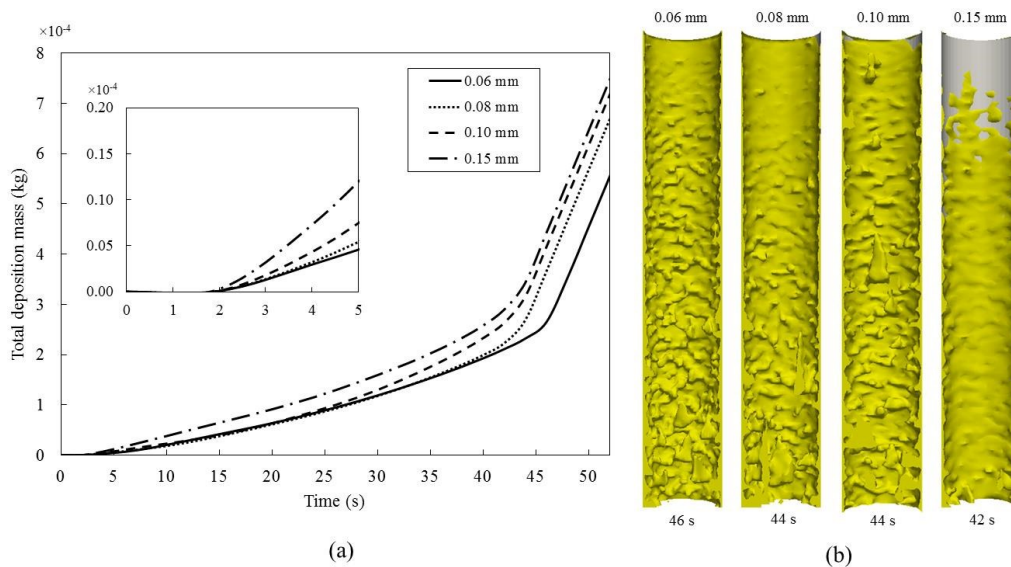 ×10⁻⁴
8
7
6
5
4
3
2
1
0
Total deposition mass (kg)
0 5 10 15 20 25 30 35 40 45 50
Time (s)
0.06 mm
0.08 mm
0.10 mm
0.15 mm
×10⁻⁴
0.20
0.15
0.10
0.05
0.00
0 1 2 3 4 5
(a)
0.06 mm 0.08 mm 0.10 mm 0.15 mm
46 s 44 s 44 s 42 s
(b)